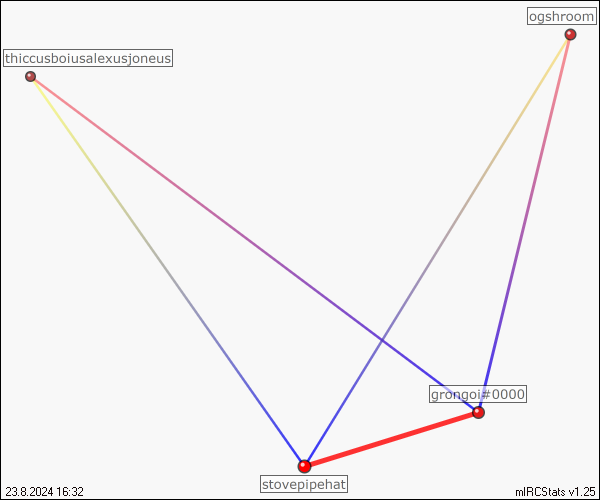 ogshroom
thiccusboiusalexusjoneus
grongoi#0000
stovepipehat
23.8.2024 16:32
mIRCStats v1.25